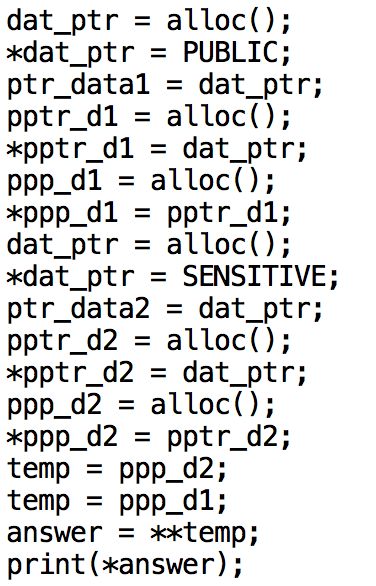 dat_ptr = alloc();
*dat_ptr = PUBLIC;
ptr_data1 = dat_ptr;
pptr_d1 = alloc();
*pptr_d1 = dat_ptr;
ppp_d1 = alloc();
*ppp_d1 = pptr_d1;
dat_ptr = alloc();
*dat_ptr = SENSITIVE;
ptr_data2 = dat_ptr;
pptr_d2 = alloc();
*pptr_d2 = dat_ptr;
ppp_d2 = alloc();
*ppp_d2 = pptr_d2;
temp = ppp_d2;
temp = ppp_d1;
answer = **temp;
print(*answer);